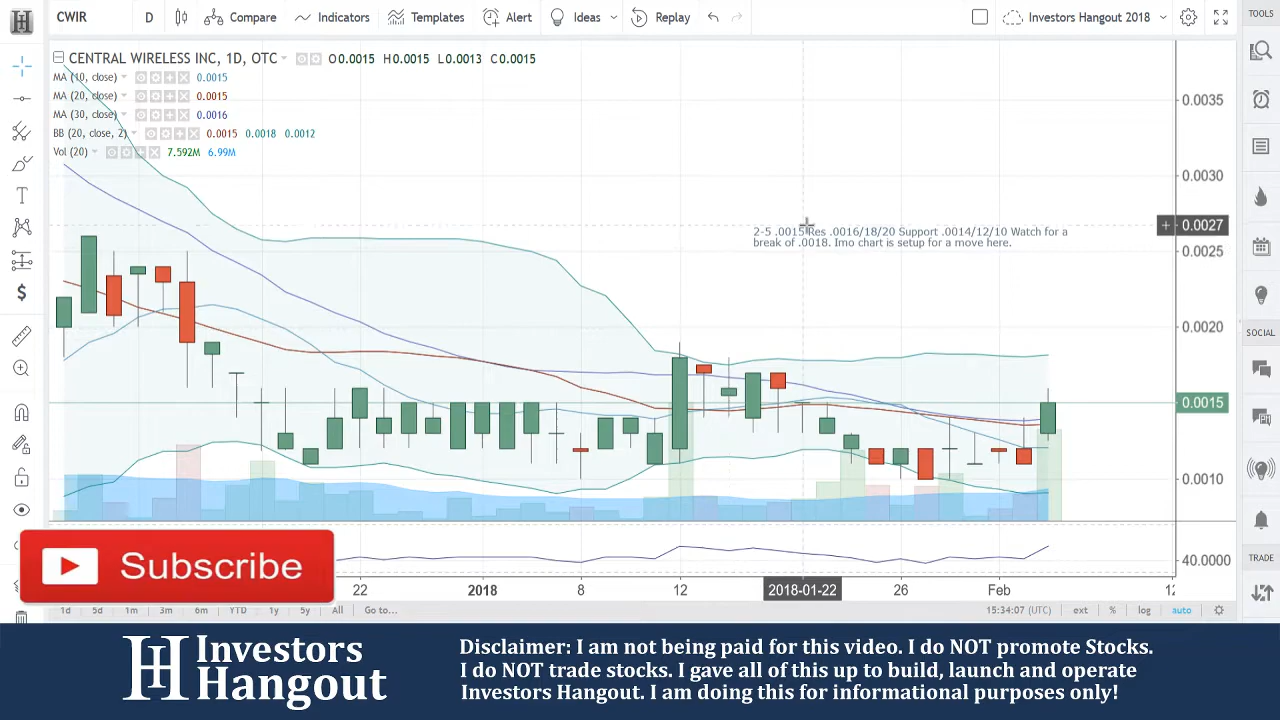 CWIR D Compare Indicators Templates Alert Ideas Replay Investors Hangout 2018 TOOLS
CENTRAL WIRELESS INC, 1D, OTC O0.0015 H0.0015 L0.0013 C0.0015
MA (10, close) 0.0015
MA (20, close) 0.0015
MA (30, close) 0.0016
BB (20, close, 2) 0.0015 0.0018 0.0012
Vol (20) 7.592M 6.99M
0.0035
0.0030
0.0027
2-5 .0015 Res .0016/18/20 Support .0014/12/10 Watch for a
break of .0018. Imo chart is setup for a move here.
0.0025
0.0020
SOCIAL
0.0015
0.0010
40.0000
TRADE
Subscribe
22 2018 8 12 2018-01-22 26 Feb 12
1d 5d 1m 3m 6m YTD 1y 5y All Go to... 15:34:07 (UTC) ext % log auto
Investors
Hangout
Disclaimer: I am not being paid for this video. I do NOT promote Stocks.
I do NOT trade stocks. I gave all of this up to build, launch and operate
Investors Hangout. I am doing this for informational purposes only!